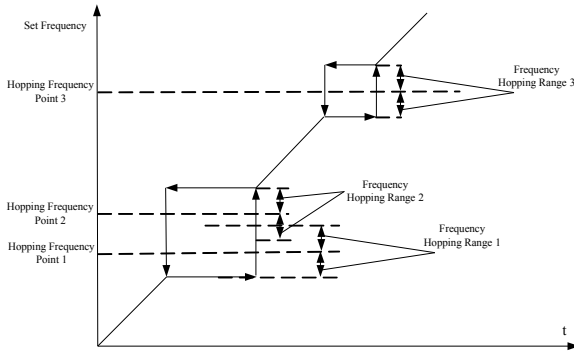 Set Frequency
Hopping Frequency
Point 3
Frequency
Hopping Range 3
Hopping Frequency
Point 2
Frequency
Hopping Range 2
Hopping Frequency
Point 1
Frequency
Hopping Range 1
t